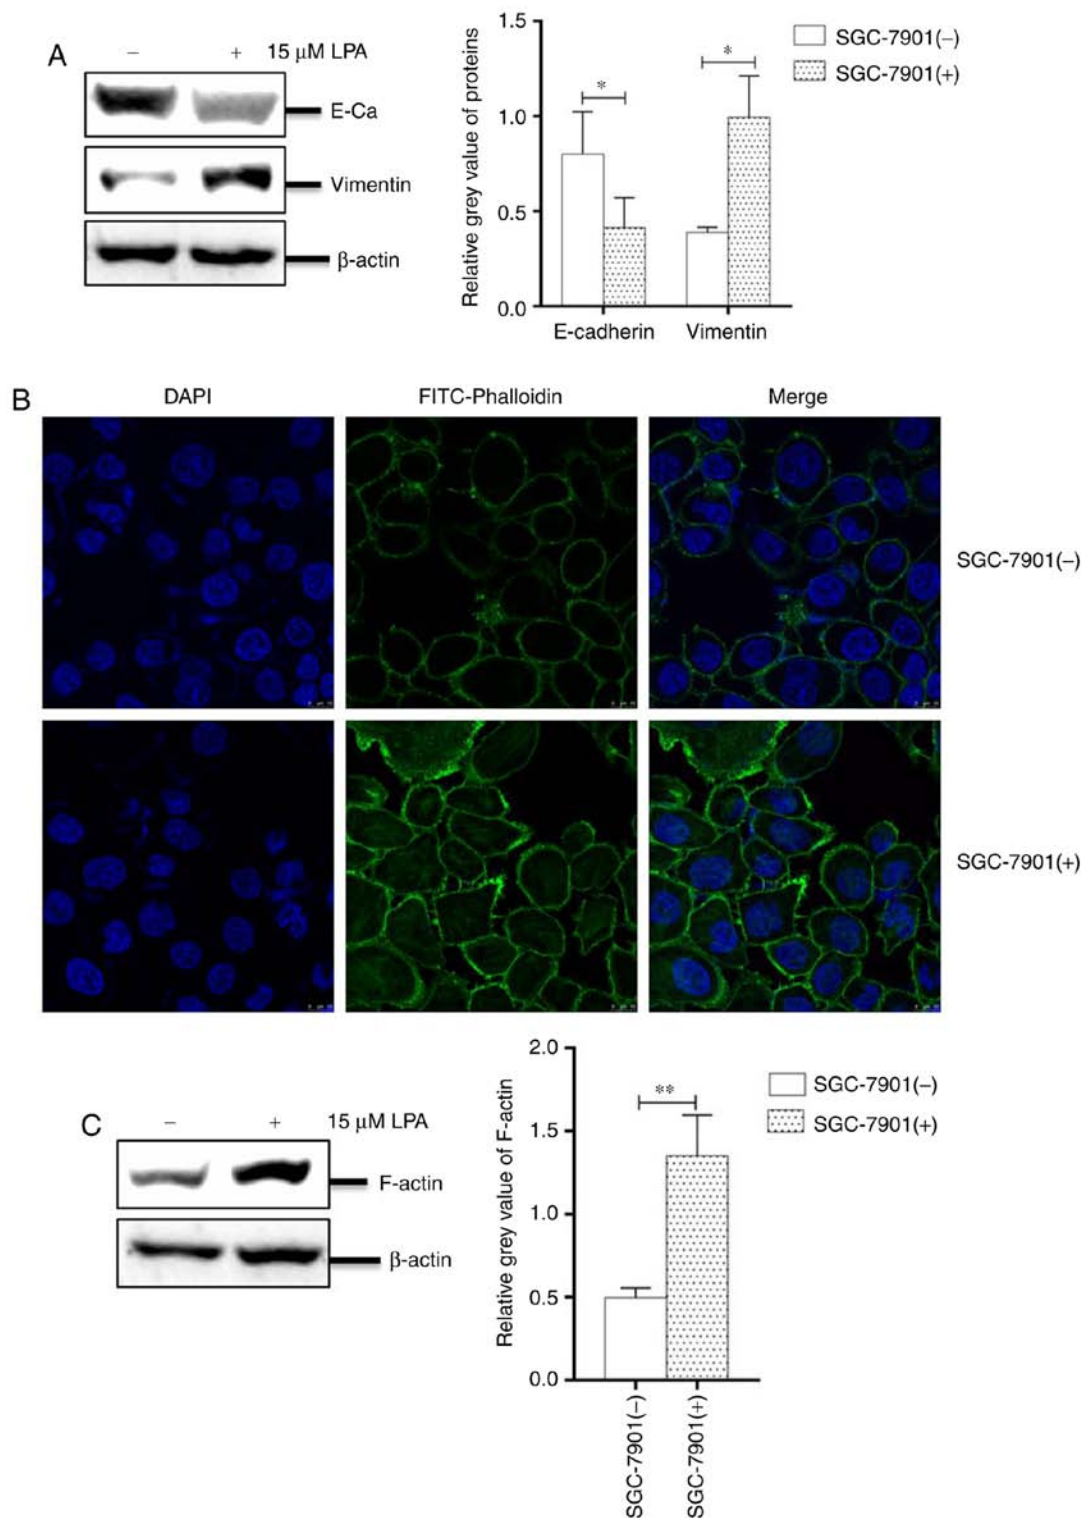 A
− + 15 μM LPA
E-Ca
Vimentin
β-actin
Relative grey value of proteins
1.5
1.0
0.5
0.0
* *
E-cadherin Vimentin
SGC-7901(−)
SGC-7901(+)
B
DAPI FITC-Phalloidin Merge
SGC-7901(−)
SGC-7901(+)
C
− + 15 μM LPA
F-actin
β-actin
Relative grey value of F-actin
2.0
1.5
1.0
0.5
0.0
**
SGC-7901(−)
SGC-7901(+)
SGC-7901(−)
SGC-7901(+)